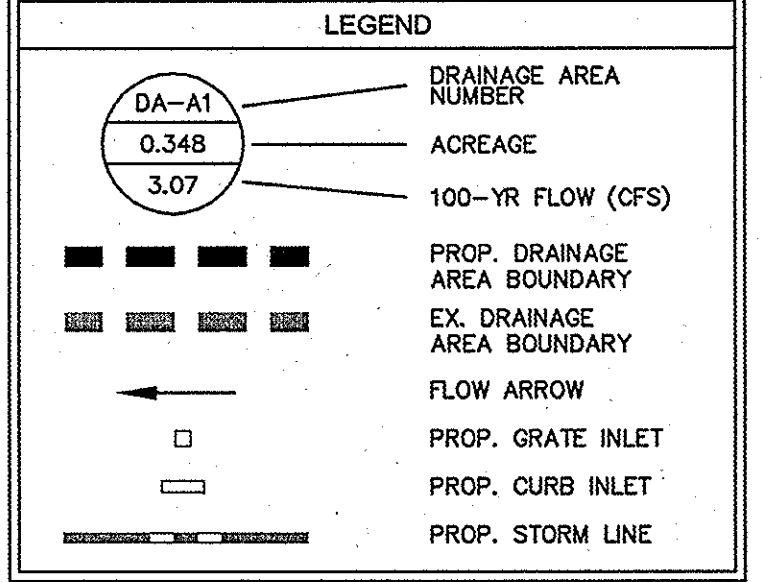 LEGEND
DA-A1
0.348
3.07
DRAINAGE AREA
NUMBER
ACREAGE
100-YR FLOW (CFS)
PROP. DRAINAGE
AREA BOUNDARY
EX. DRAINAGE
AREA BOUNDARY
FLOW ARROW
PROP. GRATE INLET
PROP. CURB INLET
PROP. STORM LINE